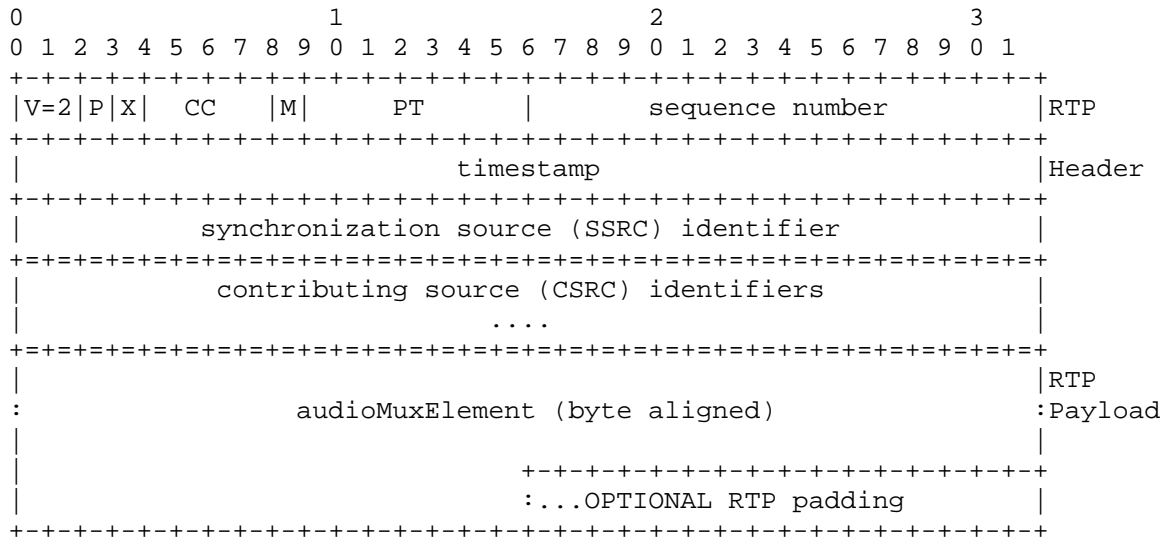 0                   1                   2                   3
0 1 2 3 4 5 6 7 8 9 0 1 2 3 4 5 6 7 8 9 0 1 2 3 4 5 6 7 8 9 0 1
+-+-+-+-+-+-+-+-+-+-+-+-+-+-+-+-+-+-+-+-+-+-+-+-+-+-+-+-+-+-+-+-+
|V=2|P|X|  CC   |M|     PT      |       sequence number         |RTP
+-+-+-+-+-+-+-+-+-+-+-+-+-+-+-+-+-+-+-+-+-+-+-+-+-+-+-+-+-+-+-+-+
|                           timestamp                           |Header
+-+-+-+-+-+-+-+-+-+-+-+-+-+-+-+-+-+-+-+-+-+-+-+-+-+-+-+-+-+-+-+-+
|           synchronization source (SSRC) identifier            |
+=+=+=+=+=+=+=+=+=+=+=+=+=+=+=+=+=+=+=+=+=+=+=+=+=+=+=+=+=+=+=+=+
|            contributing source (CSRC) identifiers             |
|                             ....                              |
+=+=+=+=+=+=+=+=+=+=+=+=+=+=+=+=+=+=+=+=+=+=+=+=+=+=+=+=+=+=+=+=+
|                                                               |RTP
:                 audioMuxElement (byte aligned)                :Payload
|                                                               |
|                               +-+-+-+-+-+-+-+-+-+-+-+-+-+-+-+-+
|                               :...OPTIONAL RTP padding        |
+-+-+-+-+-+-+-+-+-+-+-+-+-+-+-+-+-+-+-+-+-+-+-+-+-+-+-+-+-+-+-+-+